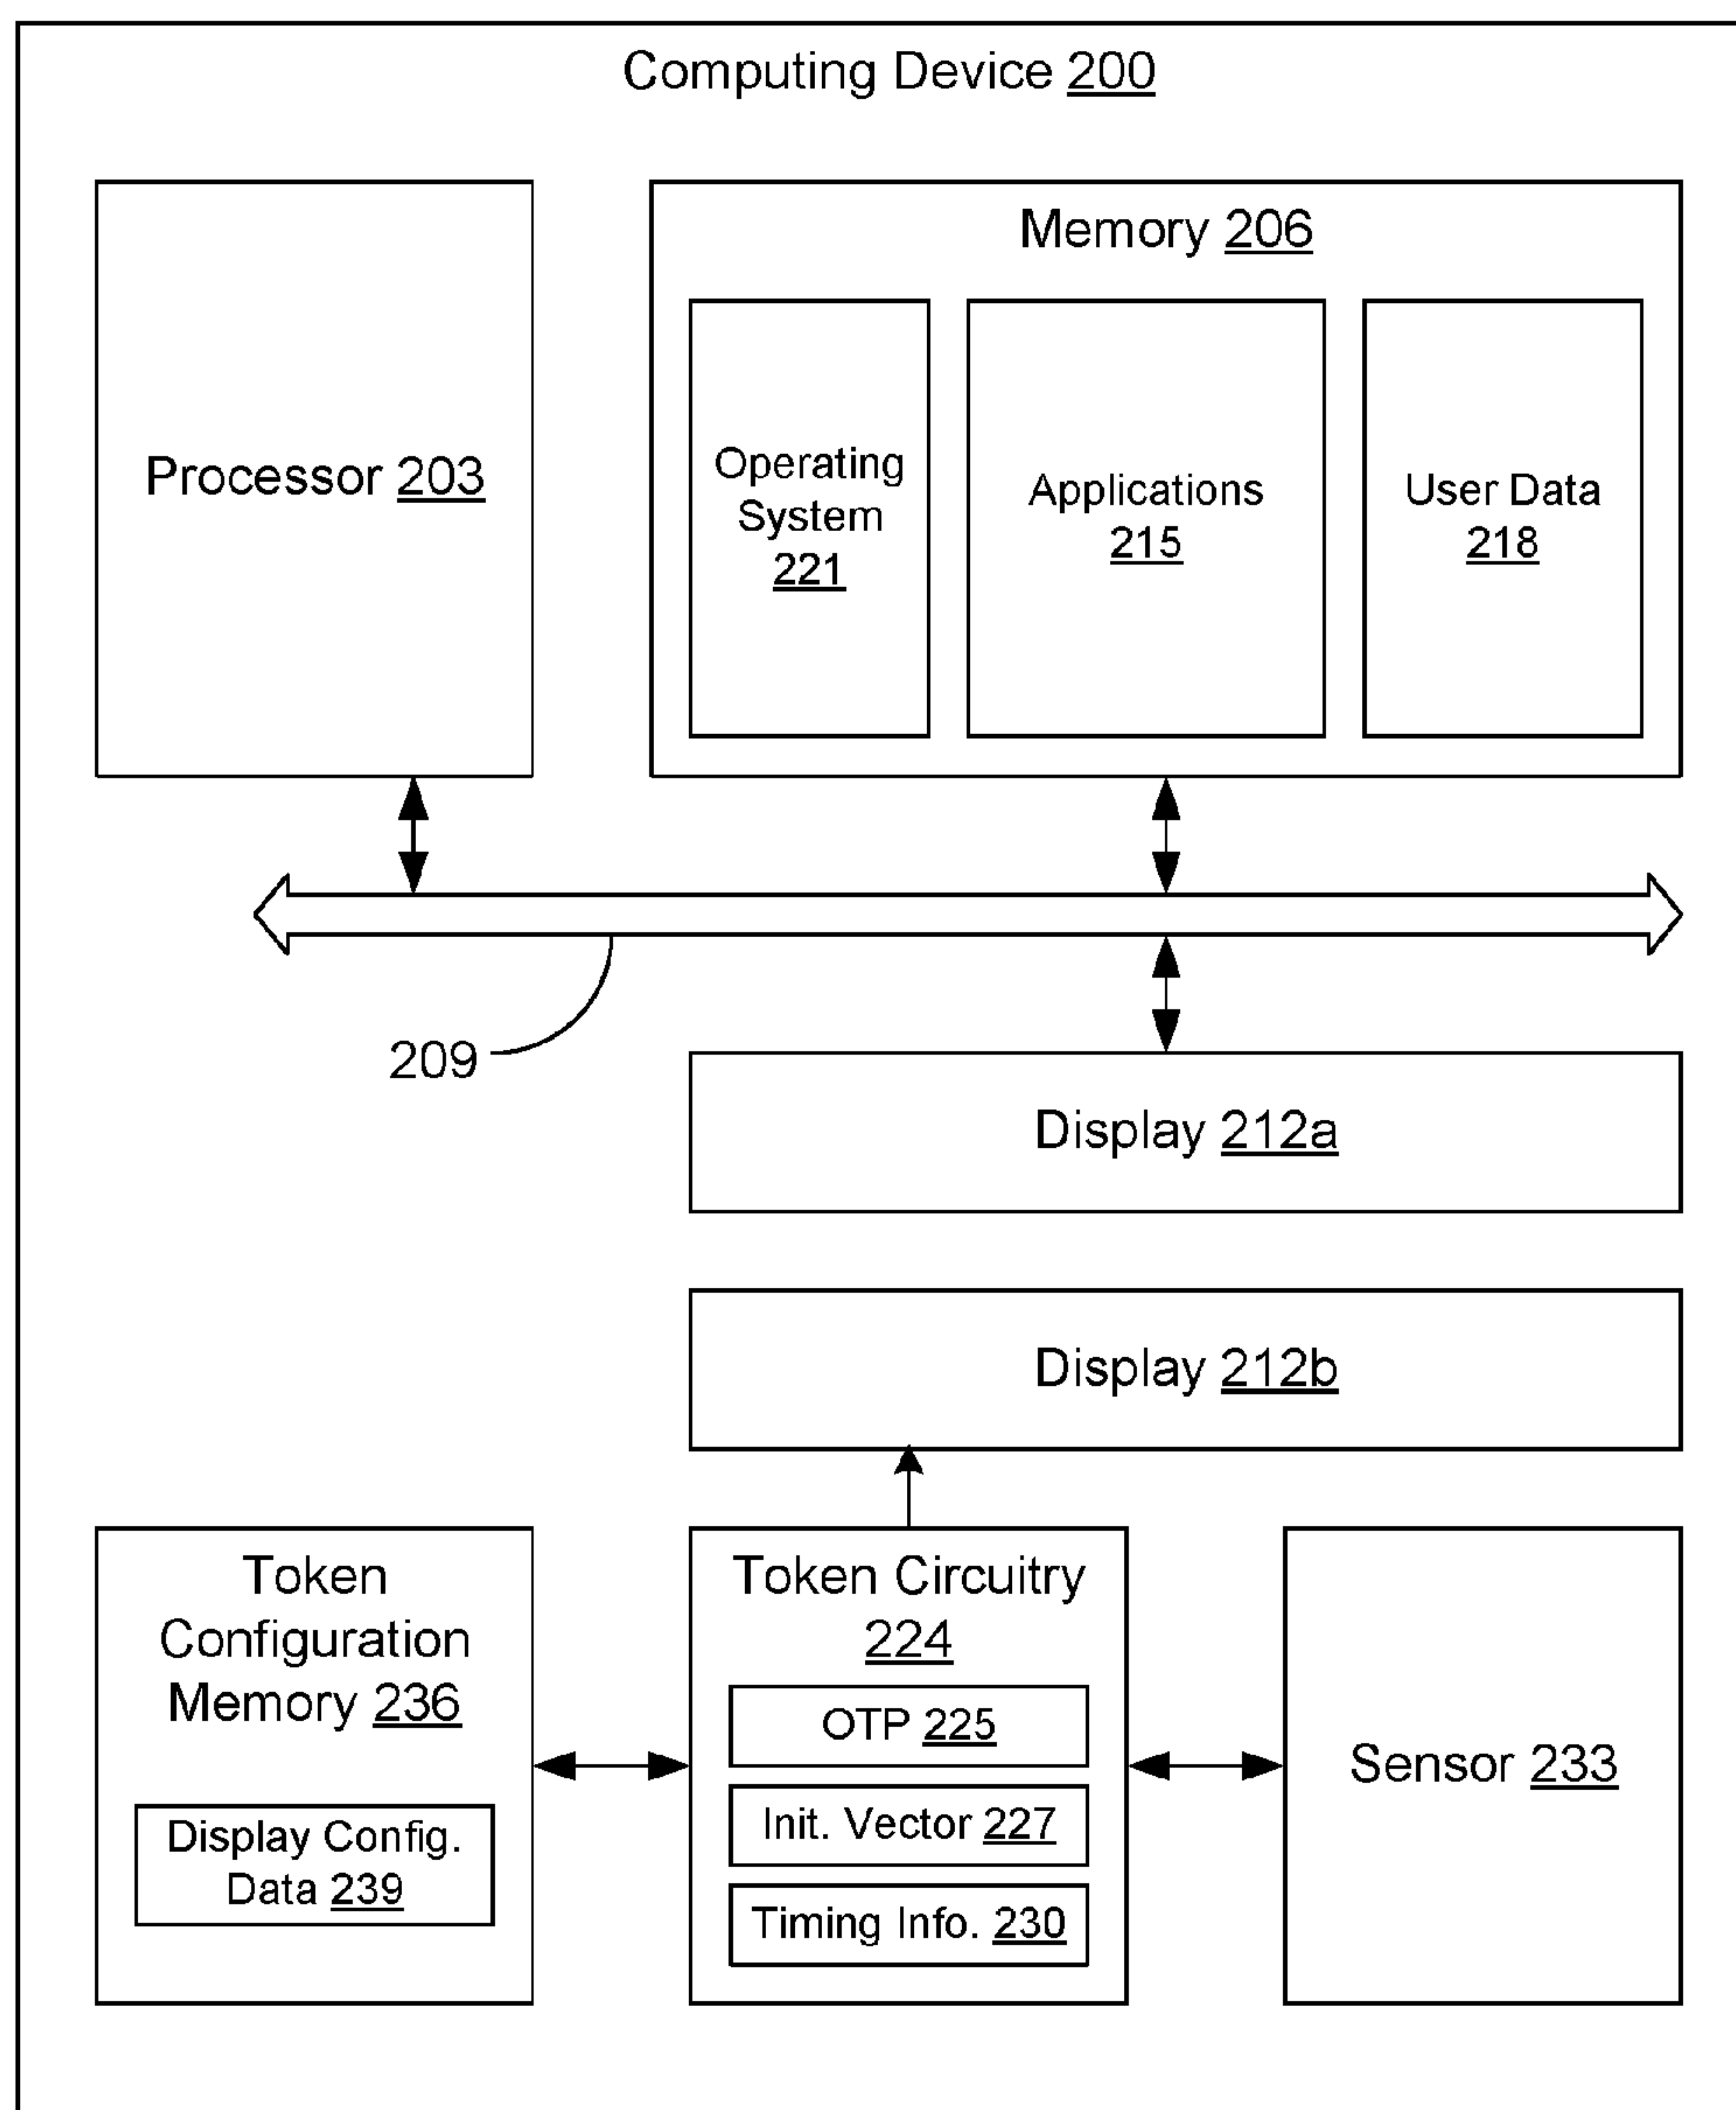 Computing Device 200
Processor 203
Memory 206
Operating
System
221
Applications
215
User Data
218
209
Display 212a
Display 212b
Token
Configuration
Memory 236
Display Config.
Data 239
Token Circuitry
224
OTP 225
Init. Vector 227
Timing Info. 230
Sensor 233